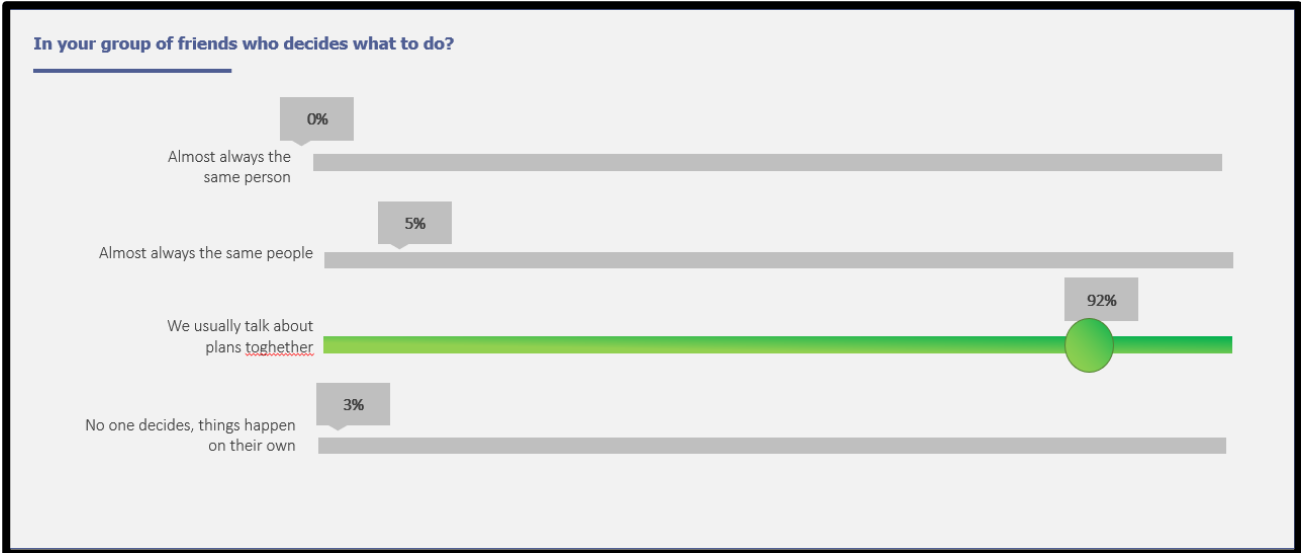 In your group of friends who decides what to do?
0%
Almost always the
same person
5%
Almost always the same people
92%
We usually talk about
plans toghether
3%
No one decides, things happen
on their own